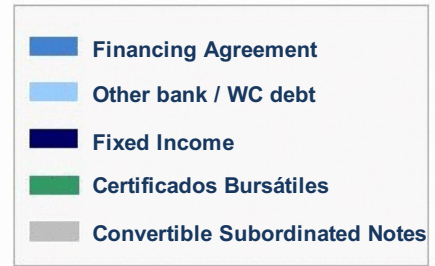 Financing Agreement
Other bank / WC debt
Fixed Income
Certificados Bursátiles
Convertible Subordinated Notes